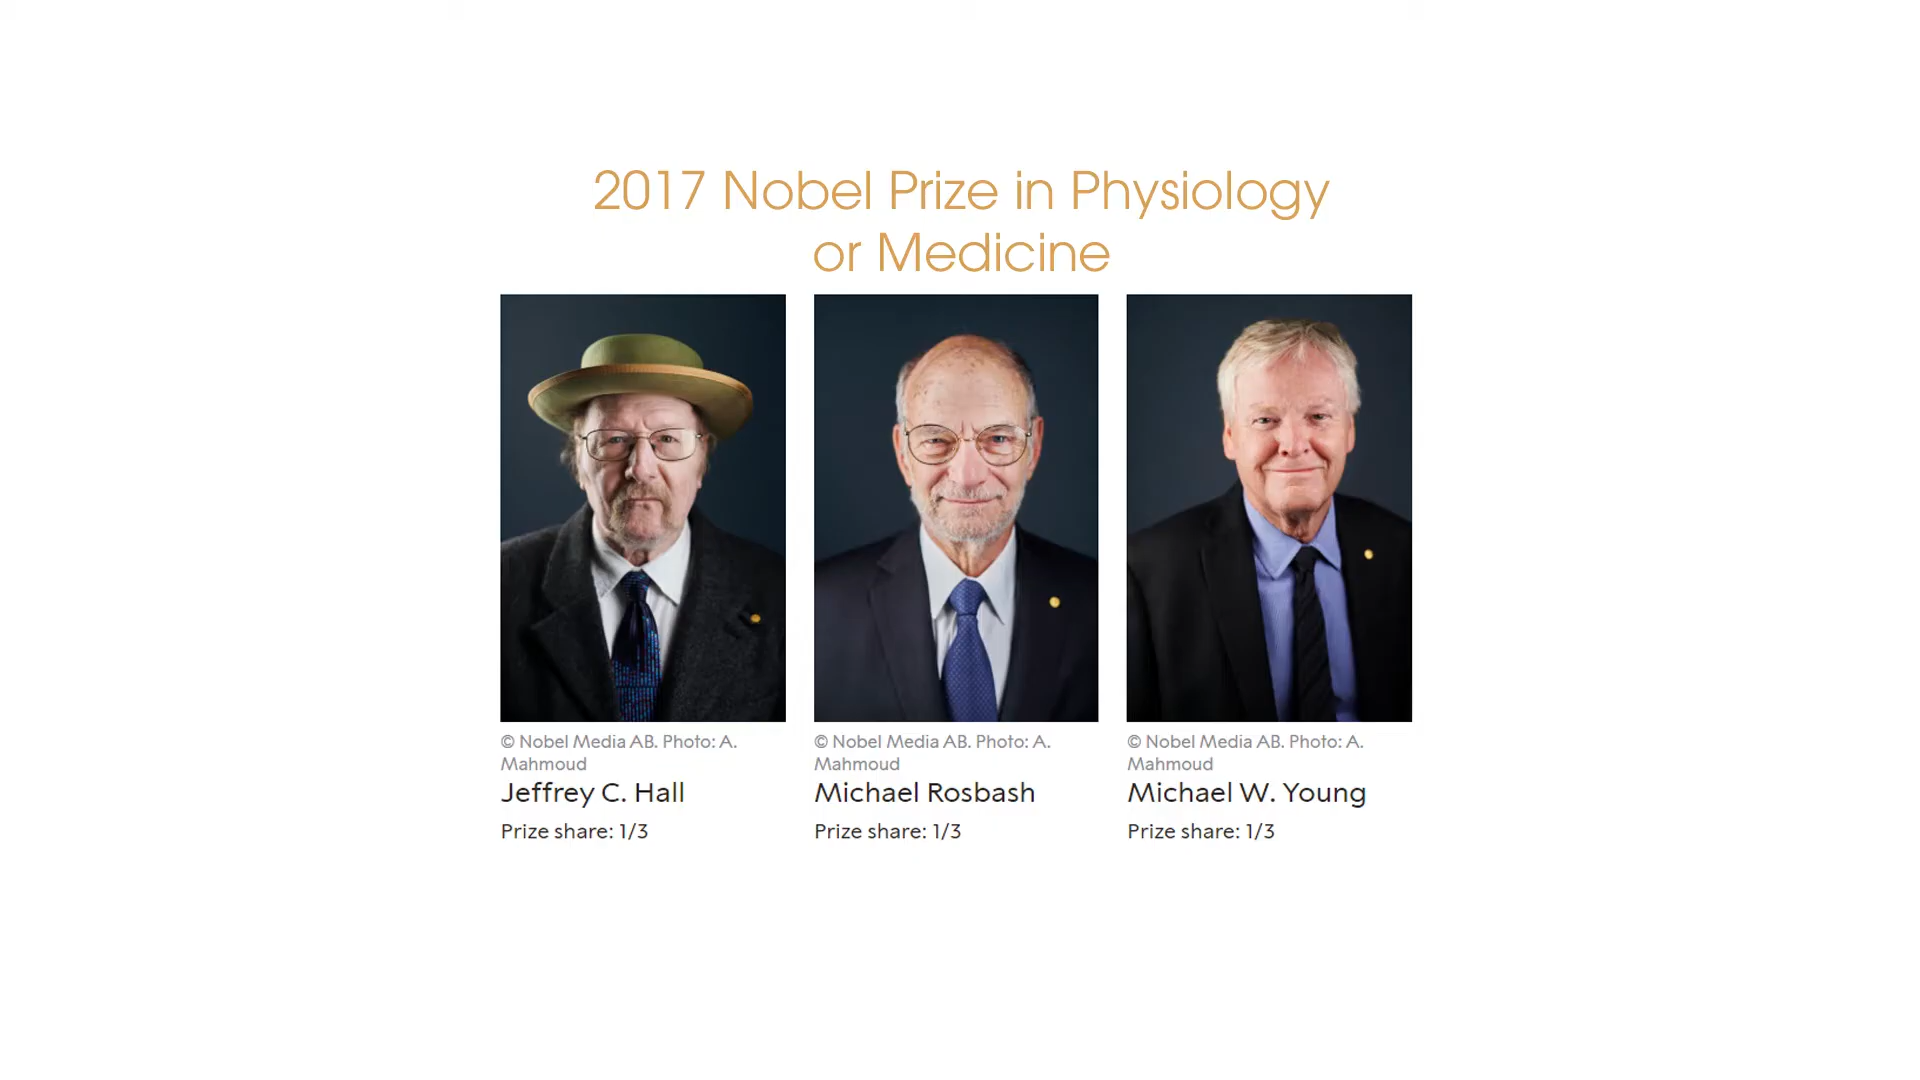 2017 Nobel Prize in Physiology
or Medicine
© Nobel Media AB. Photo: A.
Mahmoud
Jeffrey C. Hall
Prize share: 1/3
© Nobel Media AB. Photo: A.
Mahmoud
Michael Rosbash
Prize share: 1/3
© Nobel Media AB. Photo: A.
Mahmoud
Michael W. Young
Prize share: 1/3